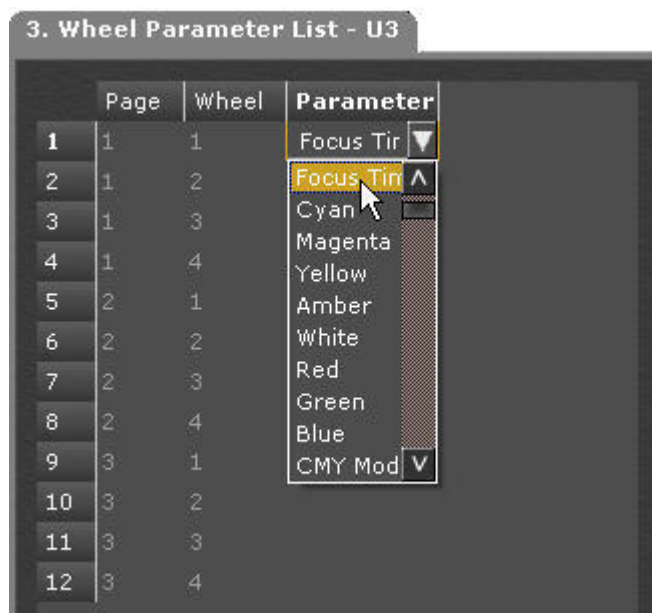 3. Wheel Parameter List - U3
Page Wheel Parameter
1 1 1 Focus Tir
2 1 2 Focus Tim
3 1 3 Cyan
Magenta
4 1 4 Yellow
5 2 1 Amber
6 2 2 White
7 2 3 Red
Green
8 2 4 Blue
9 3 1 CMY Mod
10 3 2
11 3 3
12 3 4